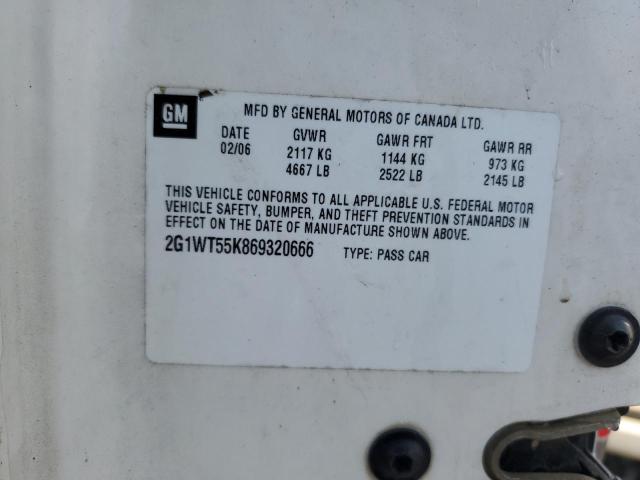 GM
MFD BY GENERAL MOTORS OF CANADA LTD.
DATE GVWR GAWR FRT GAWR RR
02/06 2117 KG 1144 KG 973 KG
4667 LB 2522 LB 2145 LB
THIS VEHICLE CONFORMS TO ALL APPLICABLE U.S. FEDERAL MOTOR
VEHICLE SAFETY, BUMPER, AND THEFT PREVENTION STANDARDS IN
EFFECT ON THE DATE OF MANUFACTURE SHOWN ABOVE.
2G1WT55K869320666 TYPE: PASS CAR